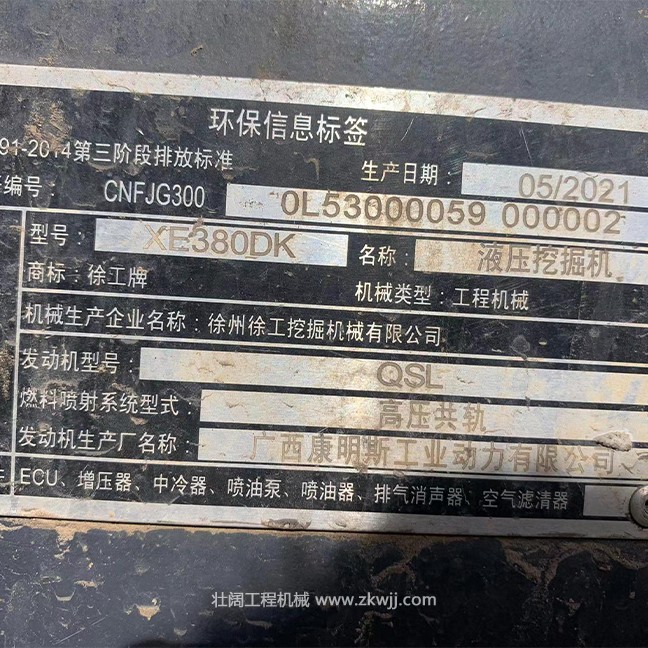 环保信息标签
91-2014第三阶段排放标准
生产日期： 05/2021
编号： CNFJG300 0L53000059 000002
型号： XE380DK 名称： 液压挖掘机
商标：徐工牌 机械类型：工程机械
机械生产企业名称：徐州徐工挖掘机械有限公司
发动机型号： QSL
燃料喷射系统型式： 高压共轨
发动机生产厂名称： 广西康明斯工业动力有限公司
ECU、增压器、中冷器、喷油泵、喷油器、排气消声器、空气滤清器
壮阔工程机械 www.zkwjj.com